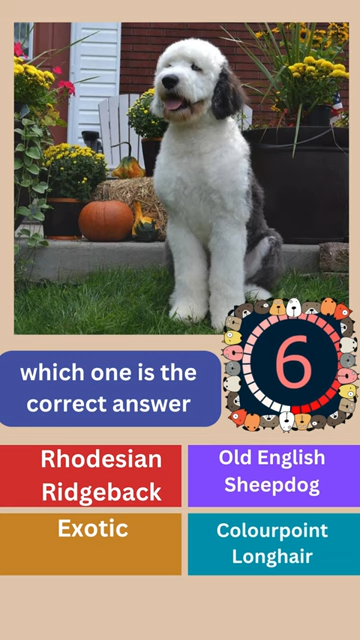 6
which one is the
correct answer
Rhodesian
Ridgeback
Old English
Sheepdog
Exotic
Colourpoint
Longhair